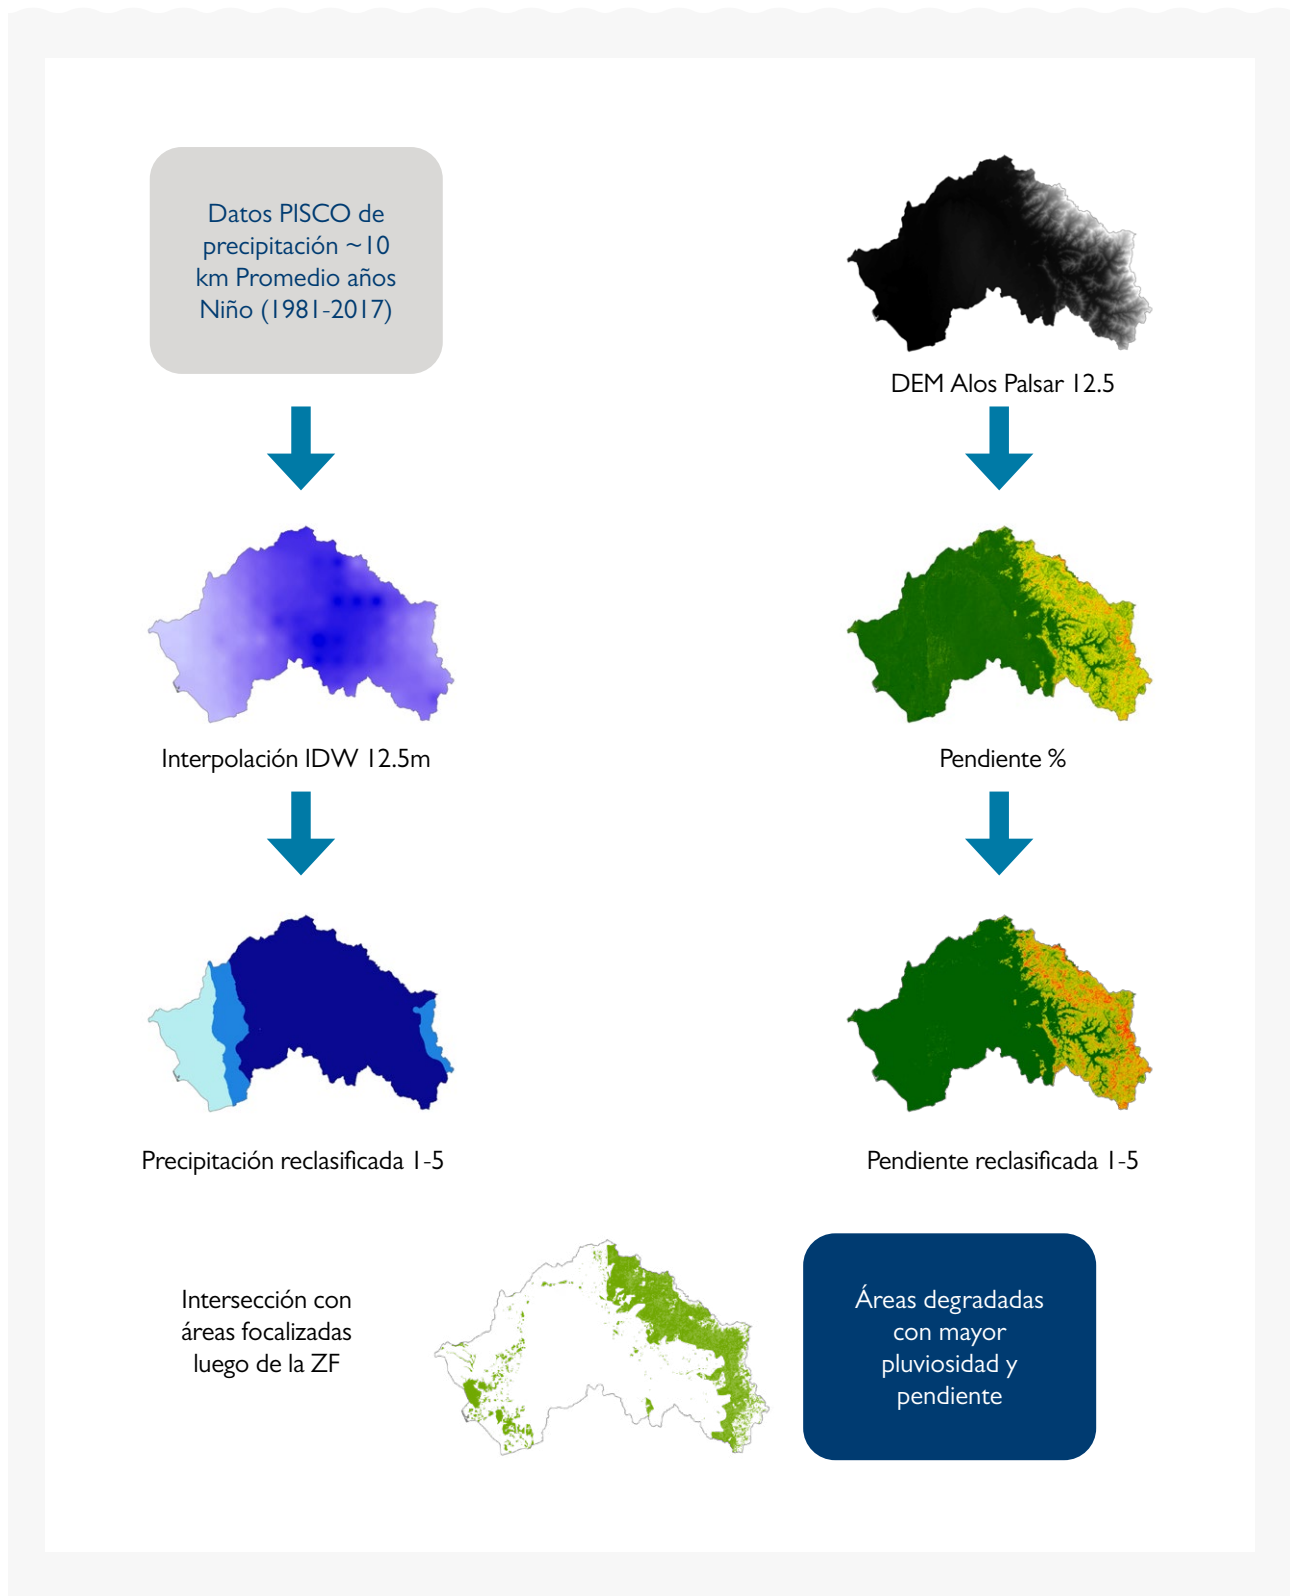 Datos PISCO de
precipitación ~10
km Promedio años
Niño (1981-2017)
DEM Alos Palsar 12.5
Interpolación IDW 12.5m
Pendiente %
Precipitación reclasificada 1-5
Pendiente reclasificada 1-5
Intersección con
áreas focalizadas
luego de la ZF
Áreas degradadas
con mayor
pluviosidad y
pendiente